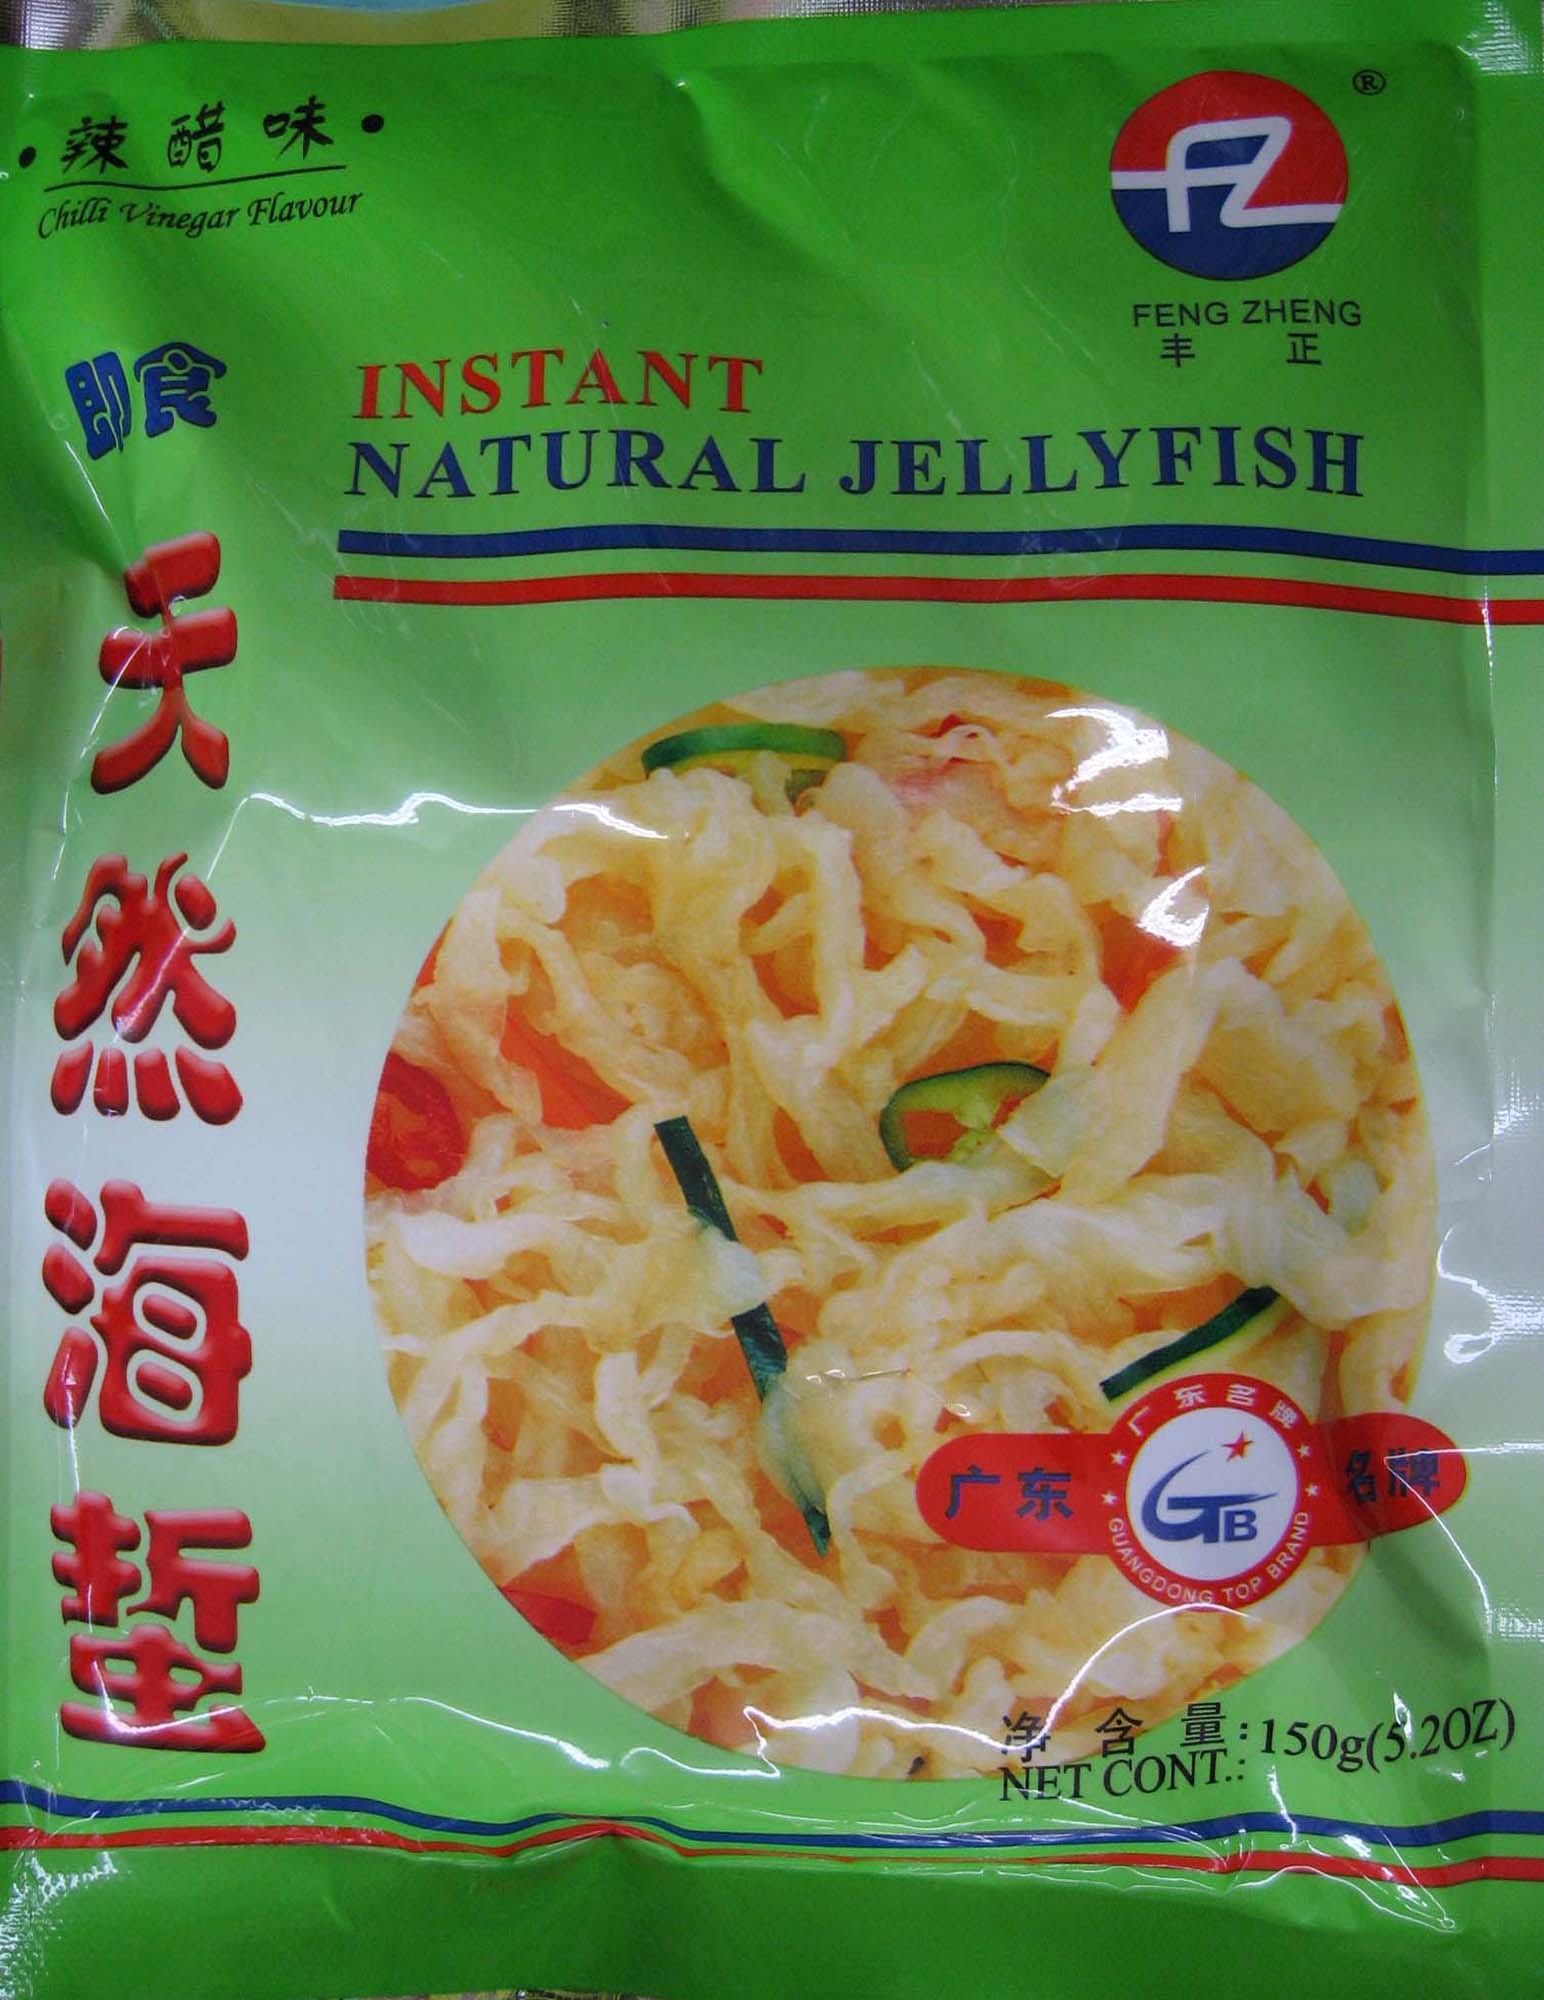 ·辣醋味·
Chilli Vinegar Flavour
®
FZ
FENG ZHENG
丰正
即食
INSTANT
NATURAL JELLYFISH
天然海蜇
广东名牌
广东名牌
GTB
GUANGDONG TOP BRAND
净含量:150g(5.2OZ)
NET CONT.: